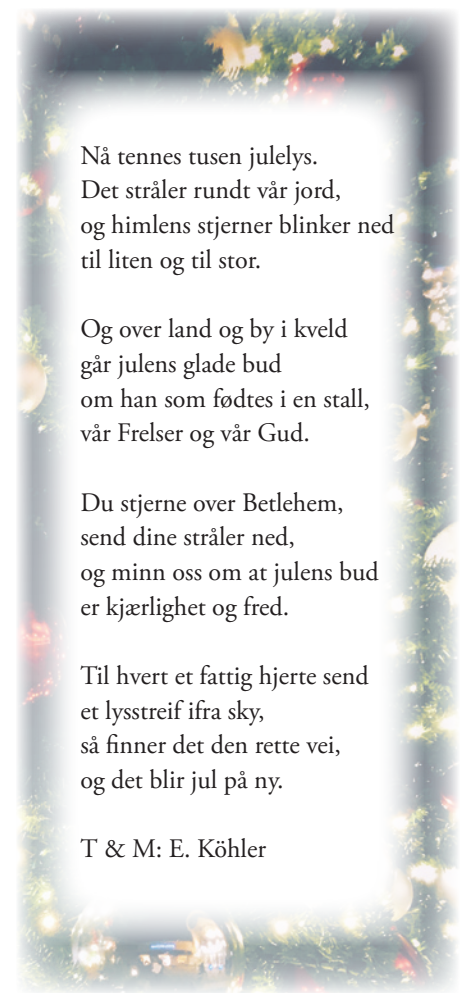 Nå tennes tusen julelys.
Det stråler rundt vår jord,
og himlens stjerner blinker ned
til liten og til stor.

Og over land og by i kveld
går julens glade bud
om han som fødtes i en stall,
vår Frelser og vår Gud.

Du stjerne over Betlehem,
send dine stråler ned,
og minn oss om at julens bud
er kjærlighet og fred.

Til hvert et fattig hjerte send
et lysstreif ifra sky,
så finner det den rette vei,
og det blir jul på ny.

T & M: E. Köhler